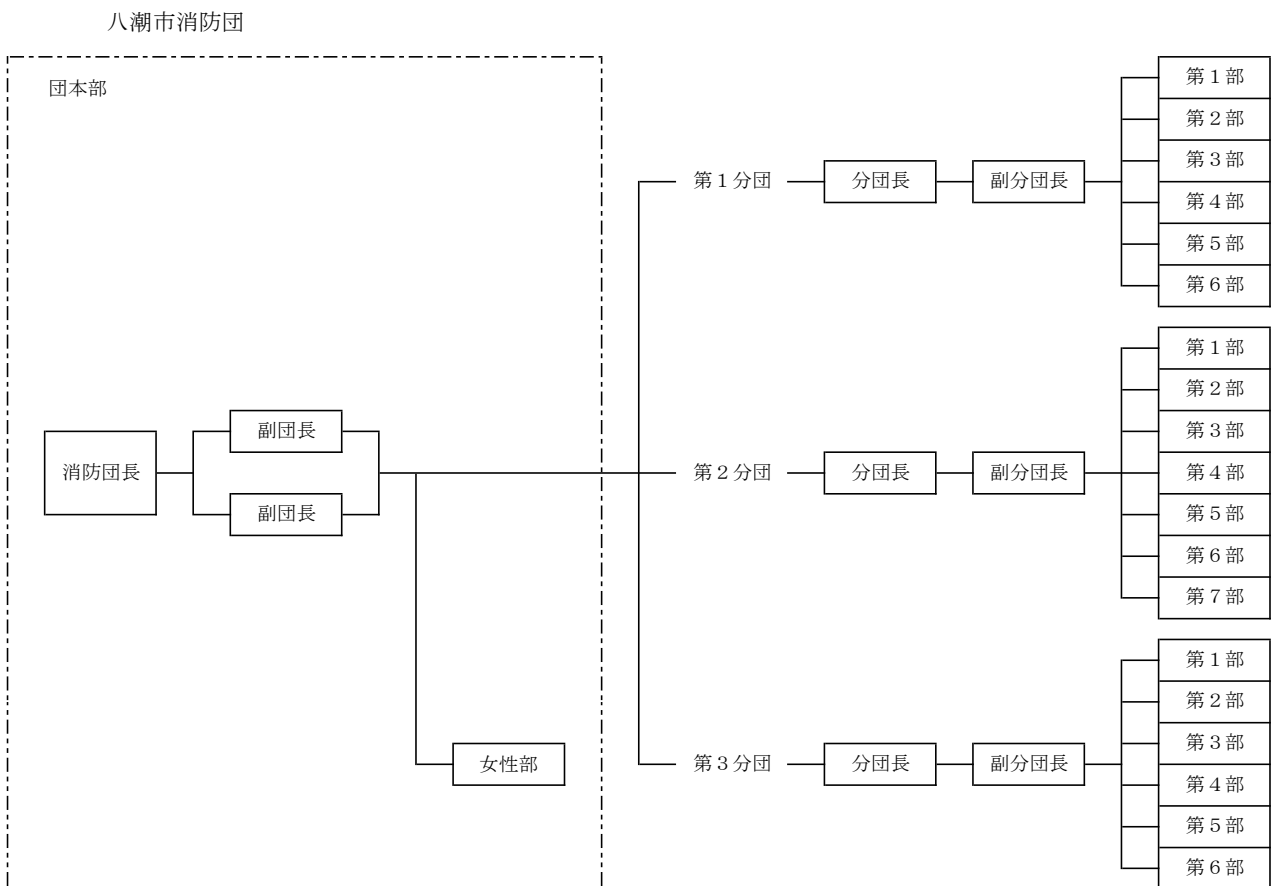 八潮市消防団
団本部
消防団長
副団長
副団長
女性部
第１分団
分団長
副分団長
第１部
第２部
第３部
第４部
第５部
第６部
第２分団
分団長
副分団長
第１部
第２部
第３部
第４部
第５部
第６部
第７部
第３分団
分団長
副分団長
第１部
第２部
第３部
第４部
第５部
第６部